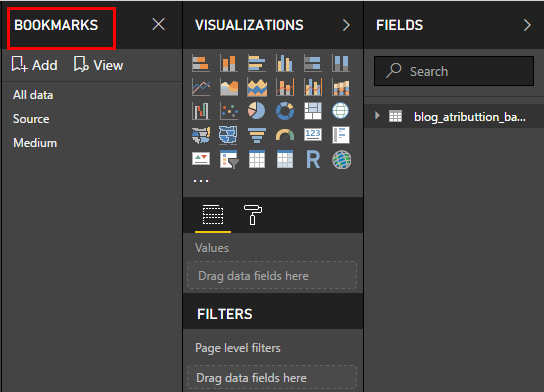 BOOKMARKS
Add View
All data
Source
Medium
VISUALIZATIONS
123
R
...
Values
Drag data fields here
FILTERS
Page level filters
Drag data fields here
FIELDS
Search
blog_atributtion_ba...